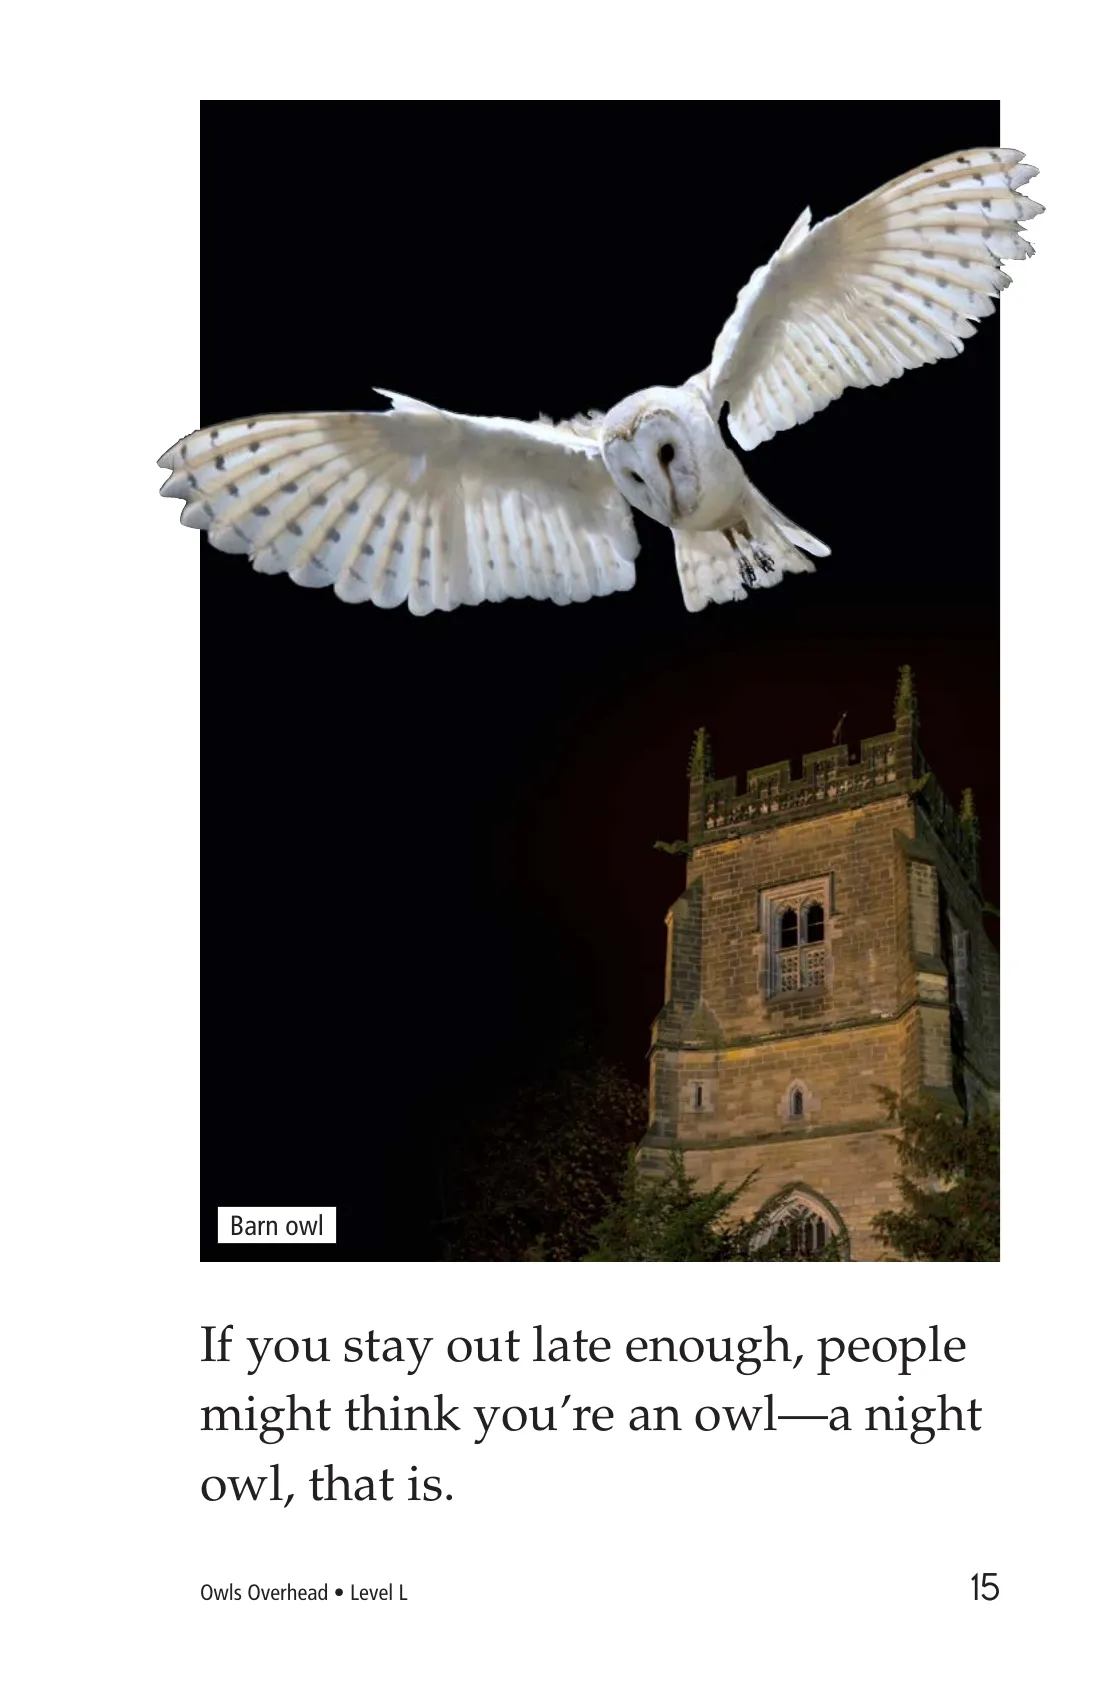 Barn owl
If you stay out late enough, people
might think you’re an owl—a night
owl, that is.
Owls Overhead • Level L
15